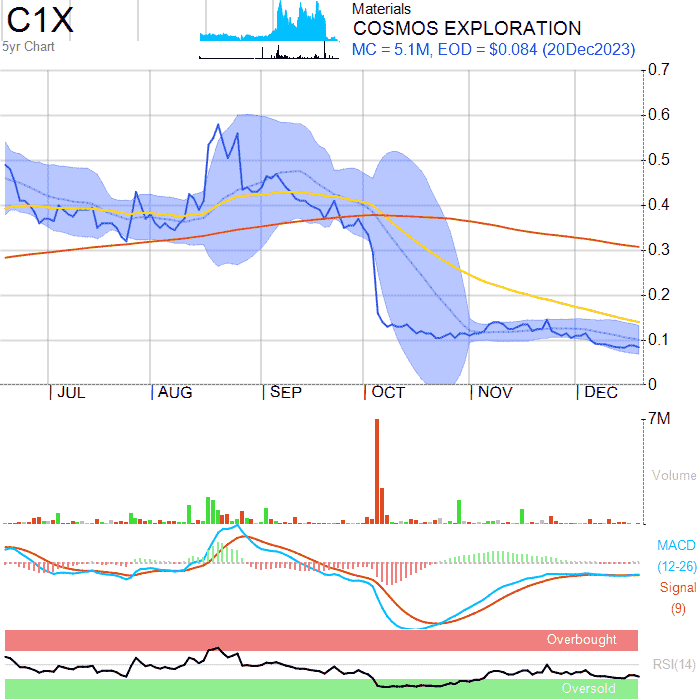 C1X
5yr Chart
Materials
COSMOS EXPLORATION
MC = 5.1M, EOD = $0.084 (20Dec2023)
0.7
0.6
0.5
0.4
0.3
0.2
0.1
0
JUL AUG SEP OCT NOV DEC
7M
Volume
MACD
(12-26)
Signal
(9)
Overbought
RSI(14)
Oversold